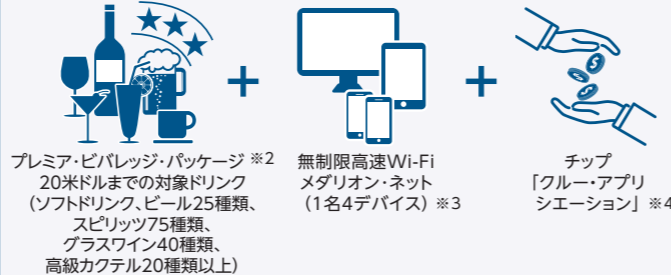 プレミア・ビバレッジ・パッケージ ※2
20米ドルまでの対象ドリンク
(ソフトドリンク、ビール25種類、
スピリッツ75種類、
グラスワイン40種類、
高級カクテル20種類以上)
無制限高速Wi-Fi
メダリオン・ネット
(1名4デバイス) ※3
チップ
「クルー・アプリ
シエーション」 ※4